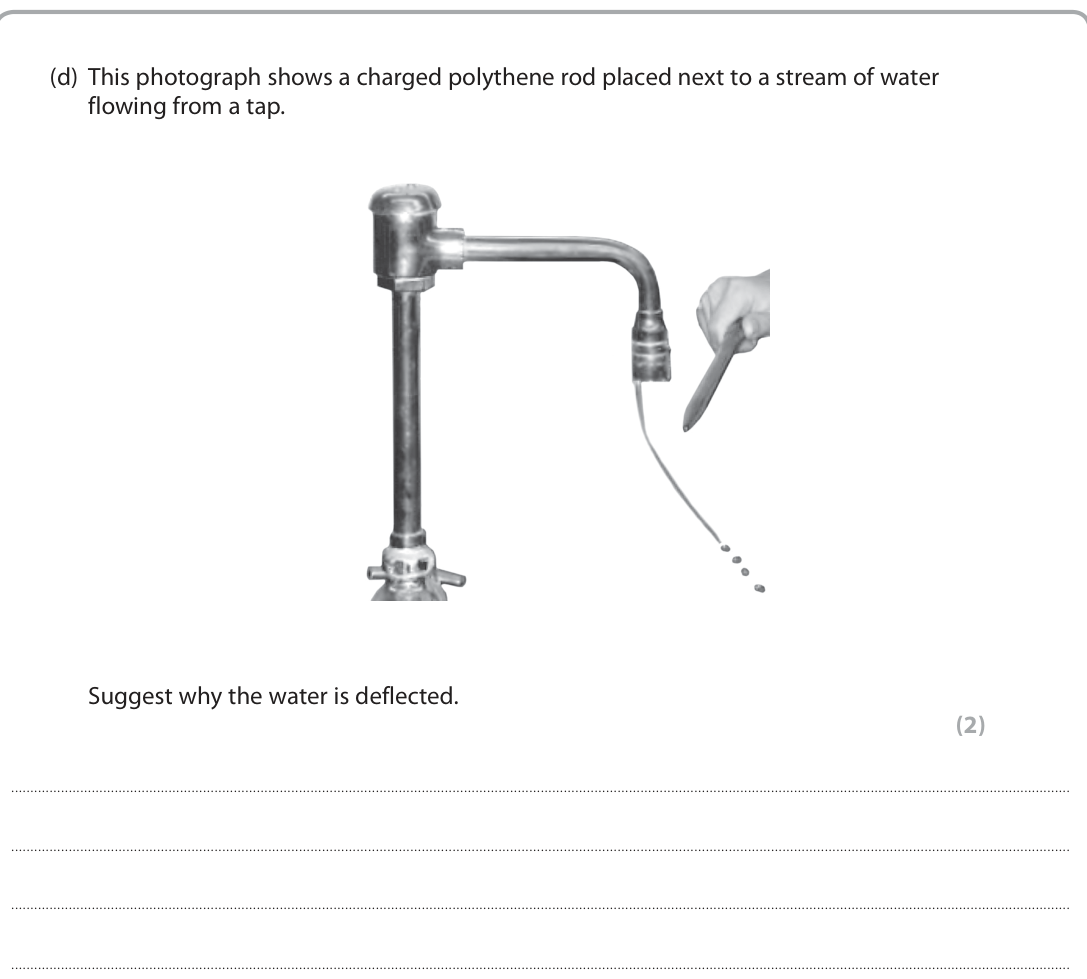 (d) This photograph shows a charged polythene rod placed next to a stream of water
flowing from a tap.
Suggest why the water is deflected.
(2)